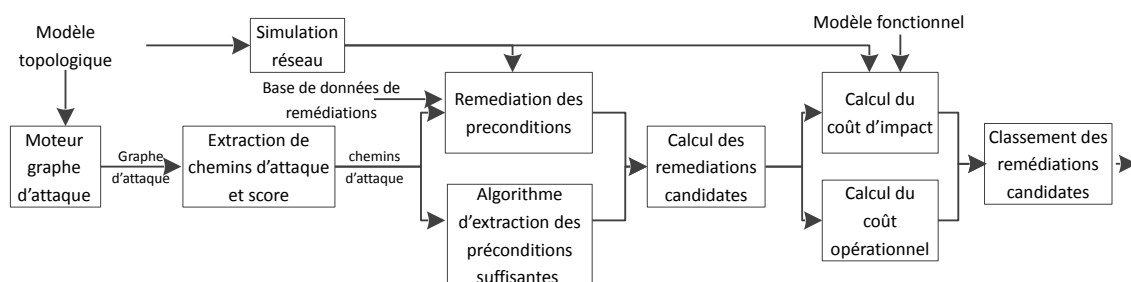 Modèle
topologique
Simulation
réseau
Modèle fonctionnel
Base de données de
remédiations
Remediation des
preconditions
Calcul du
coût d’impact
Moteur
graphe
d’attaque
Graphe
d’attaque
Extraction de
chemins d’attaque
et score
chemins
d’attaque
Calcul des
remediations
candidates
Classement des
remédiations
candidates
Algorithme
d’extraction des
préconditions
suffisantes
Calcul du
coût
opérationnel